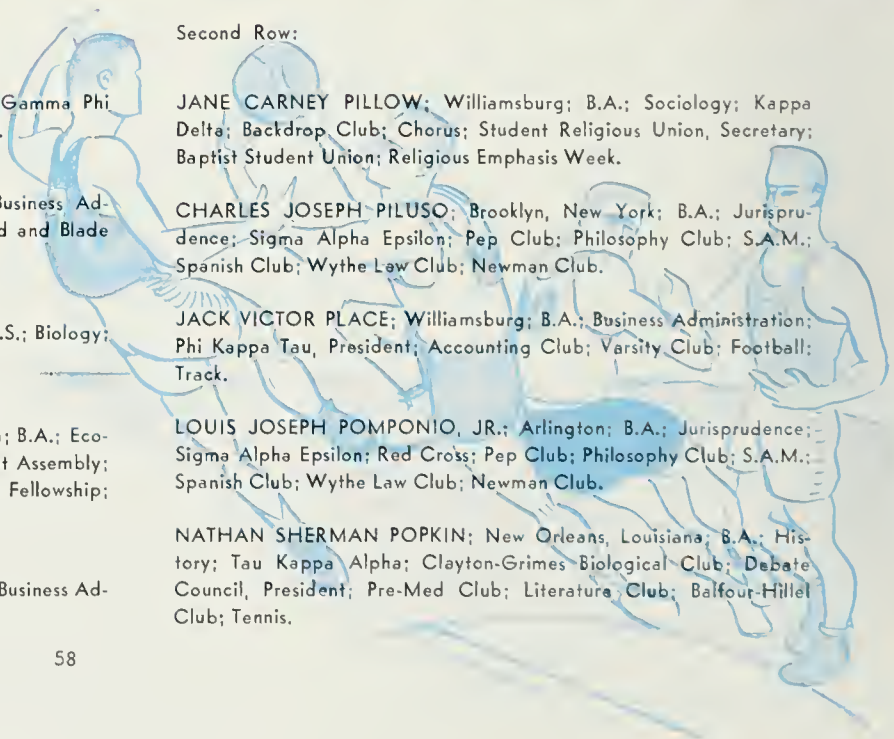 Gamma Phi
.
Business Ad-
d and Blade
.S.; Biology;
; B.A.; Eco-
t Assembly;
Fellowship;
Business Ad-
58
Second Row:
JANE CARNEY PILLOW; Williamsburg; B.A.; Sociology; Kappa
Delta; Backdrop Club; Chorus; Student Religious Union, Secretary;
Baptist Student Union; Religious Emphasis Week.
CHARLES JOSEPH PILUSO; Brooklyn, New York; B.A.; Jurispru-
dence; Sigma Alpha Epsilon; Pep Club; Philosophy Club; S.A.M.;
Spanish Club; Wythe Law Club; Newman Club.
JACK VICTOR PLACE; Williamsburg; B.A.; Business Administration;
Phi Kappa Tau, President; Accounting Club; Varsity Club; Football;
Track.
LOUIS JOSEPH POMPONIO, JR.; Arlington; B.A.; Jurisprudence;
Sigma Alpha Epsilon; Red Cross; Pep Club; Philosophy Club; S.A.M.;
Spanish Club; Wythe Law Club; Newman Club.
NATHAN SHERMAN POPKIN; New Orleans, Louisiana; B.A.; His-
tory; Tau Kappa Alpha; Clayton-Grimes Biological Club; Debate
Council, President; Pre-Med Club; Literature Club; Balfour-Hillel
Club; Tennis.